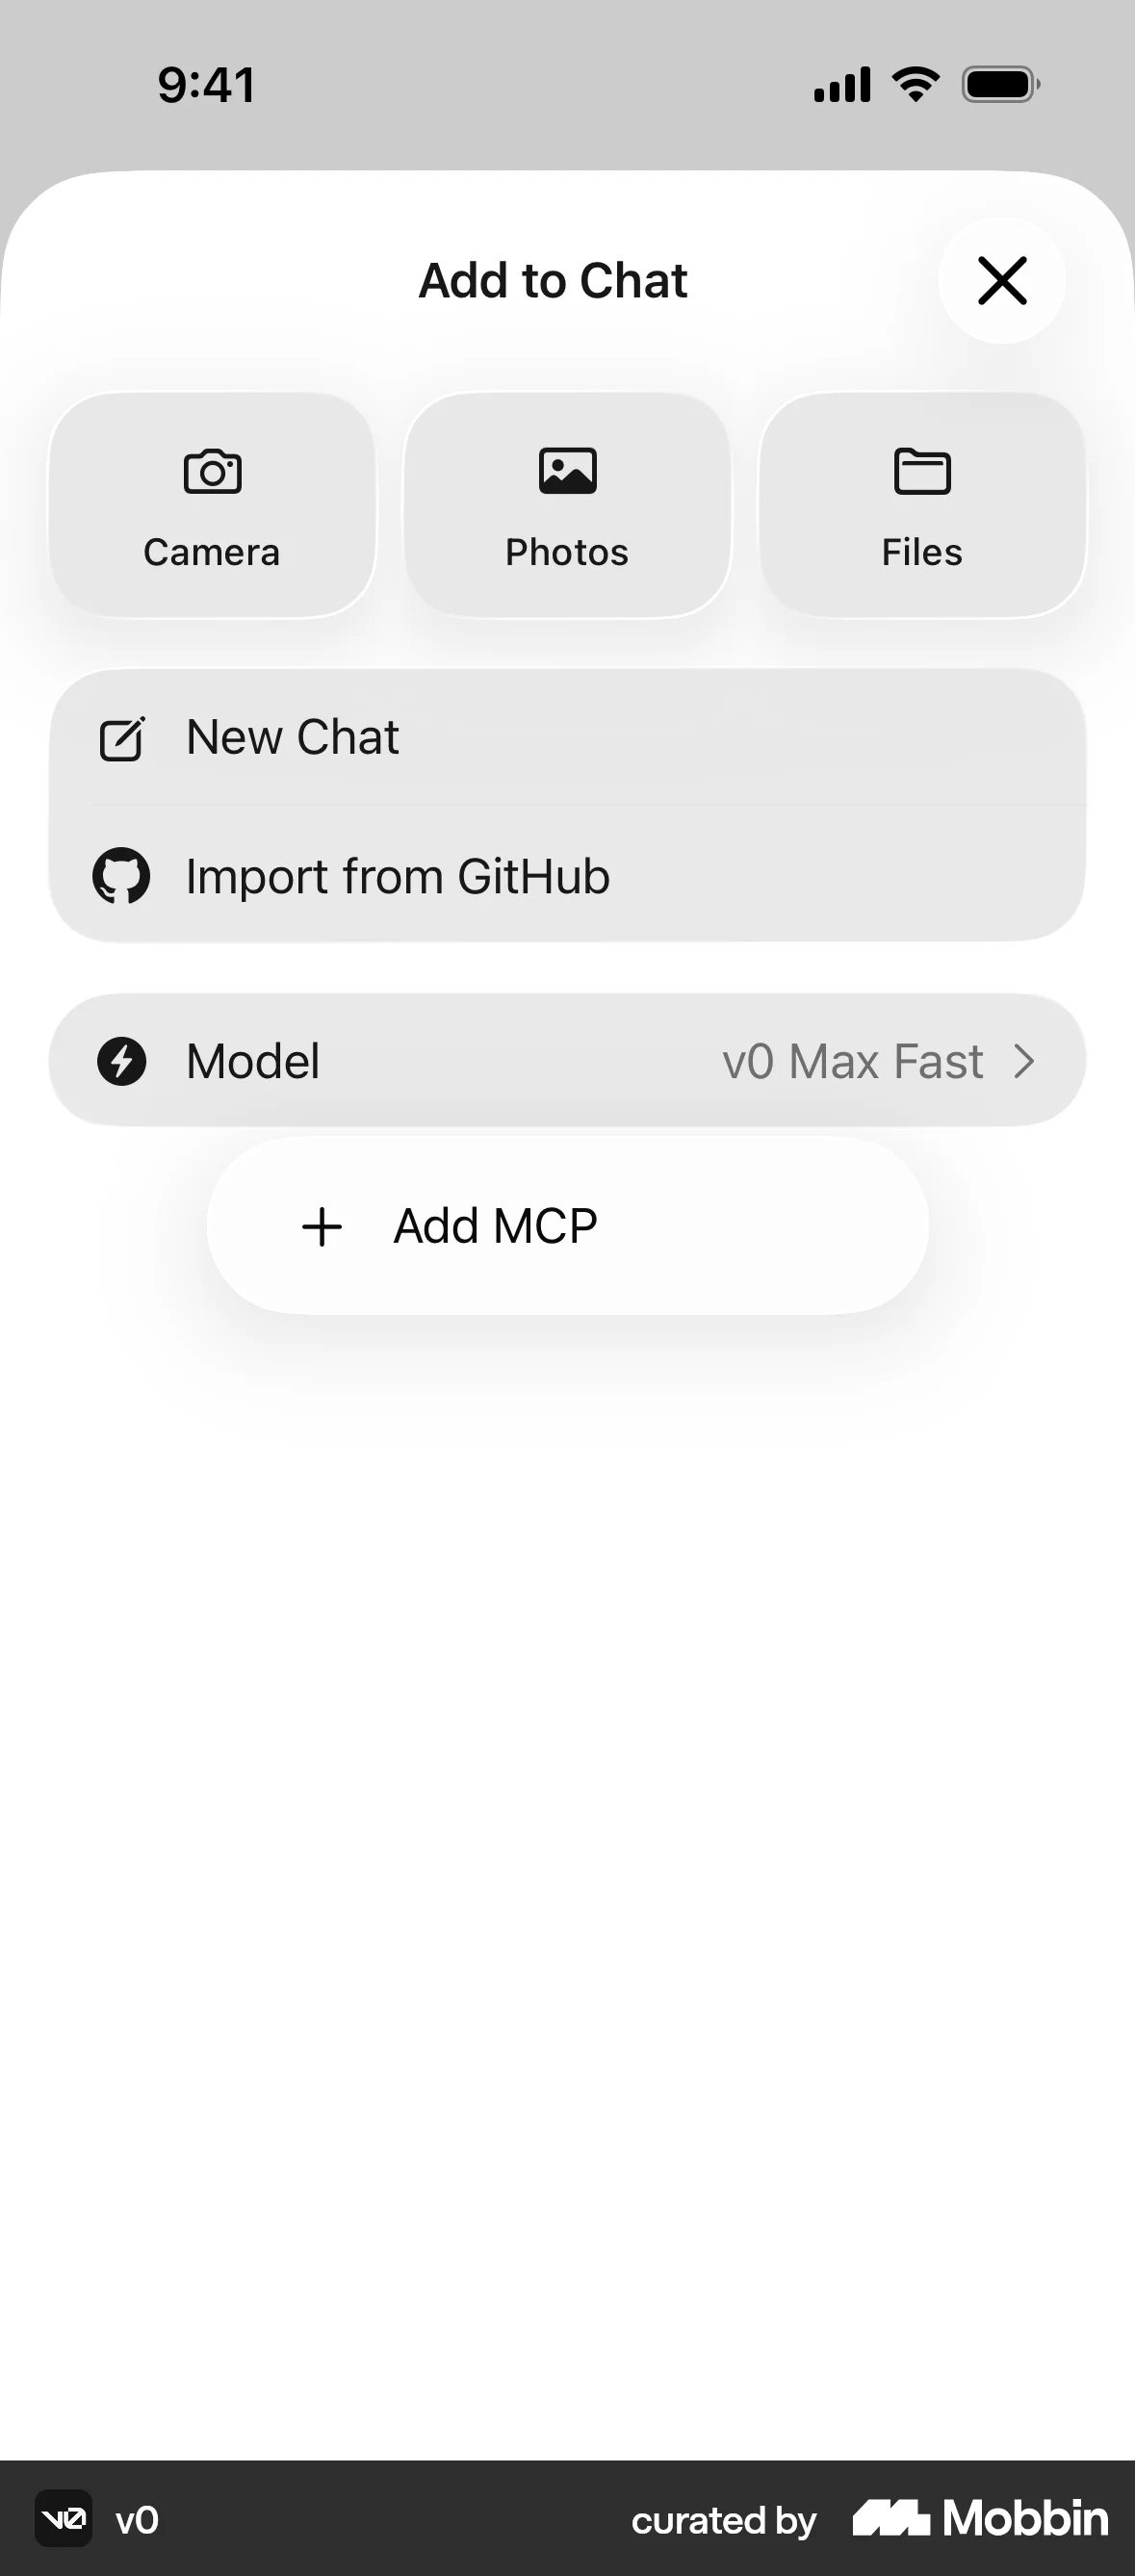 9:41
Add to Chat
Camera
Photos
Files
New Chat
Import from GitHub
Model
v0 Max Fast
Add MCP
v0
v0
curated by
Mobbin